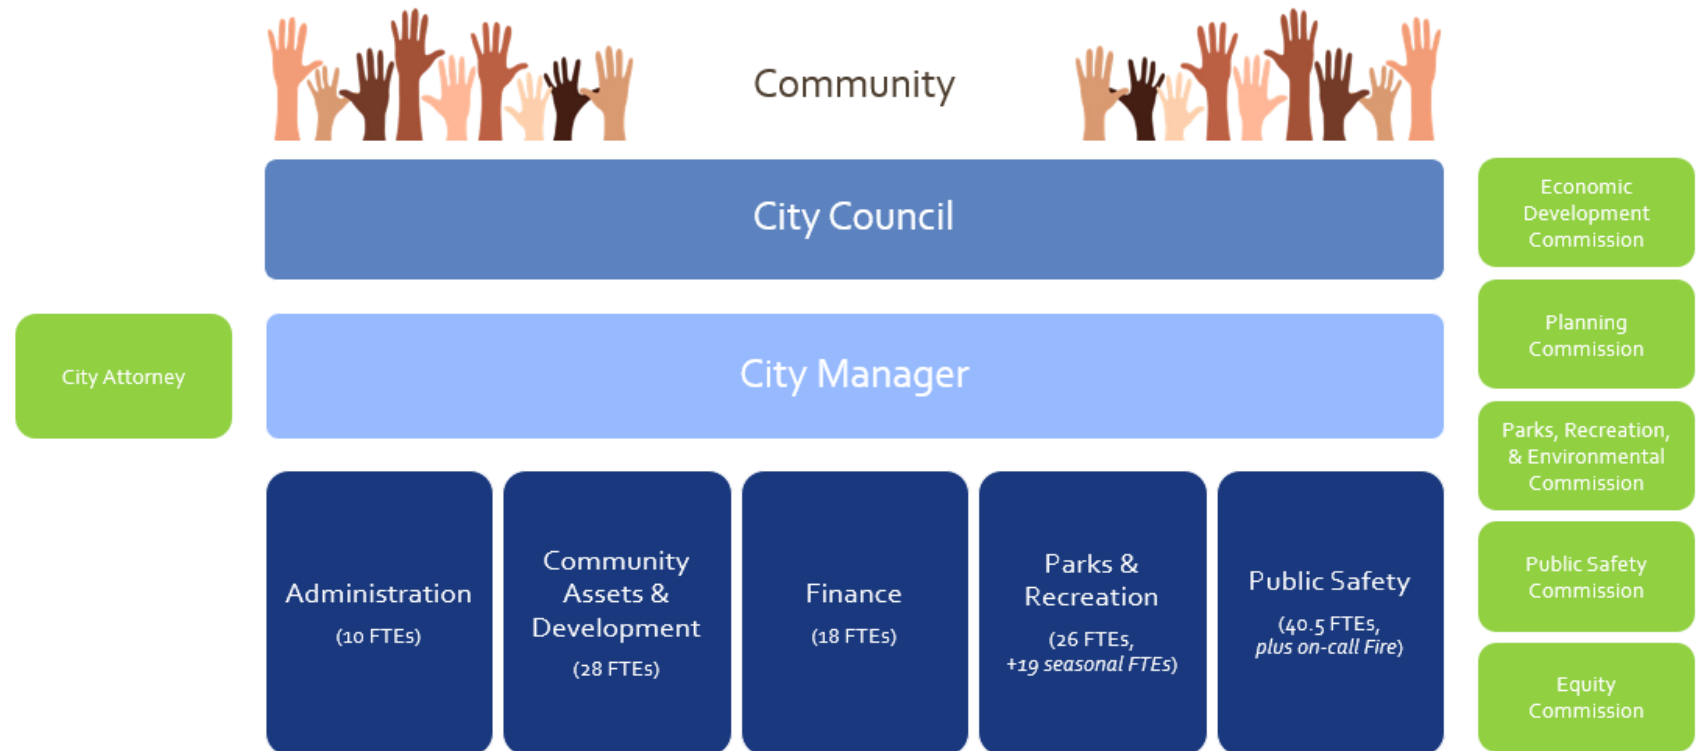 Community
City Council
City Manager
City Attorney
Administration
(10 FTEs)
Community
Assets &
Development
(28 FTEs)
Finance
(18 FTEs)
Parks &
Recreation
(26 FTEs,
+19 seasonal FTEs)
Public Safety
(40.5 FTEs,
plus on-call Fire)
Economic
Development
Commission
Planning
Commission
Parks, Recreation,
& Environmental
Commission
Public Safety
Commission
Equity
Commission